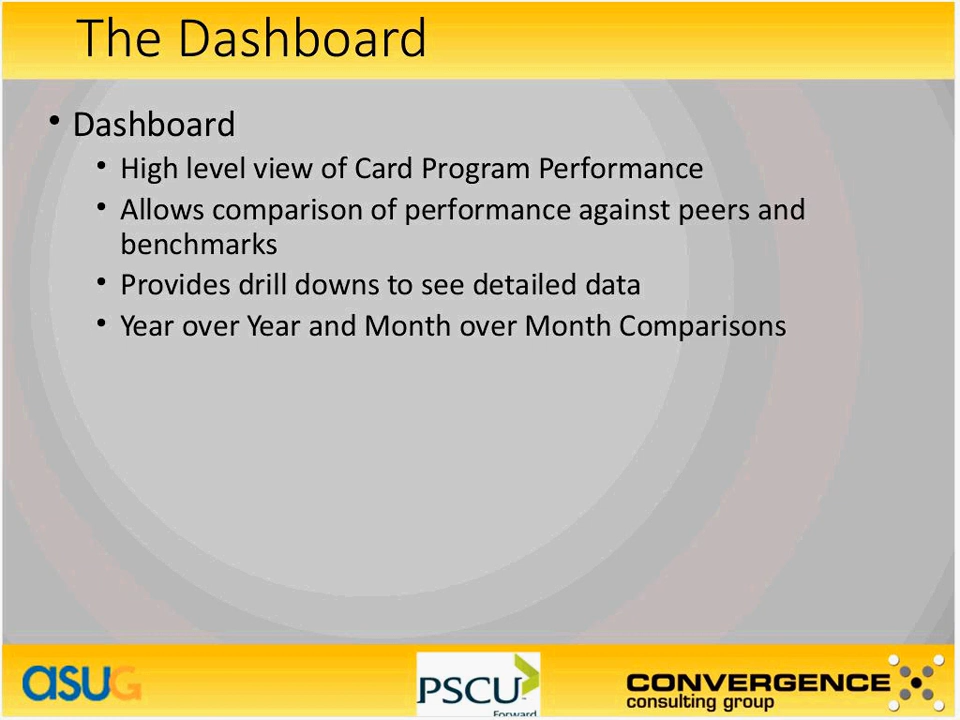 The Dashboard
• Dashboard
• High level view of Card Program Performance
• Allows comparison of performance against peers and
benchmarks
• Provides drill downs to see detailed data
• Year over Year and Month over Month Comparisons
asug
PSCU
Forward
CONVERGENCE
consulting group